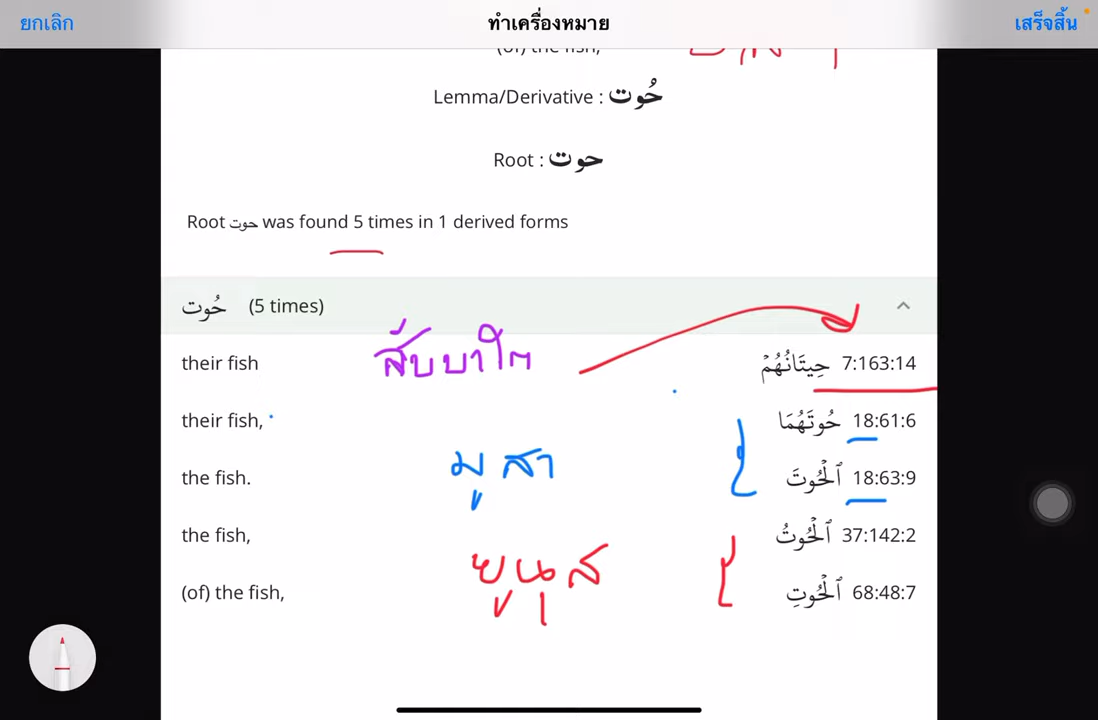 ยกเลิก ทำเครื่องหมาย เสร็จสิ้น
(of) the fish,
Lemma/Derivative : حُوت
Root : حوت
Root حوت was found 5 times in 1 derived forms
حُوت (5 times)
their fish สับบาโต حِيتَانُهُمْ 7:163:14
their fish, حُوتَهُمَا 18:61:6
มูสา
the fish. ٱلْحُوتَ 18:63:9
the fish, ٱلْحُوتُ 37:142:2
ยูนุส
(of) the fish, ٱلْحُوتِ 68:48:7